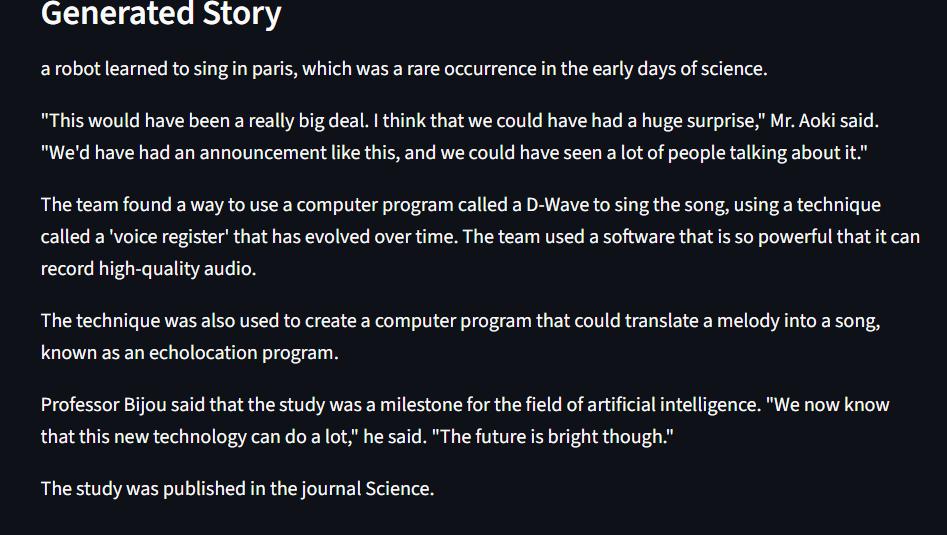 Generated Story
a robot learned to sing in paris, which was a rare occurrence in the early days of science.
"This would have been a really big deal. I think that we could have had a huge surprise," Mr. Aoki said.
"We'd have had an announcement like this, and we could have seen a lot of people talking about it."
The team found a way to use a computer program called a D-Wave to sing the song, using a technique
called a 'voice register' that has evolved over time. The team used a software that is so powerful that it can
record high-quality audio.
The technique was also used to create a computer program that could translate a melody into a song,
known as an echolocation program.
Professor Bijou said that the study was a milestone for the field of artificial intelligence. "We now know
that this new technology can do a lot," he said. "The future is bright though."
The study was published in the journal Science.